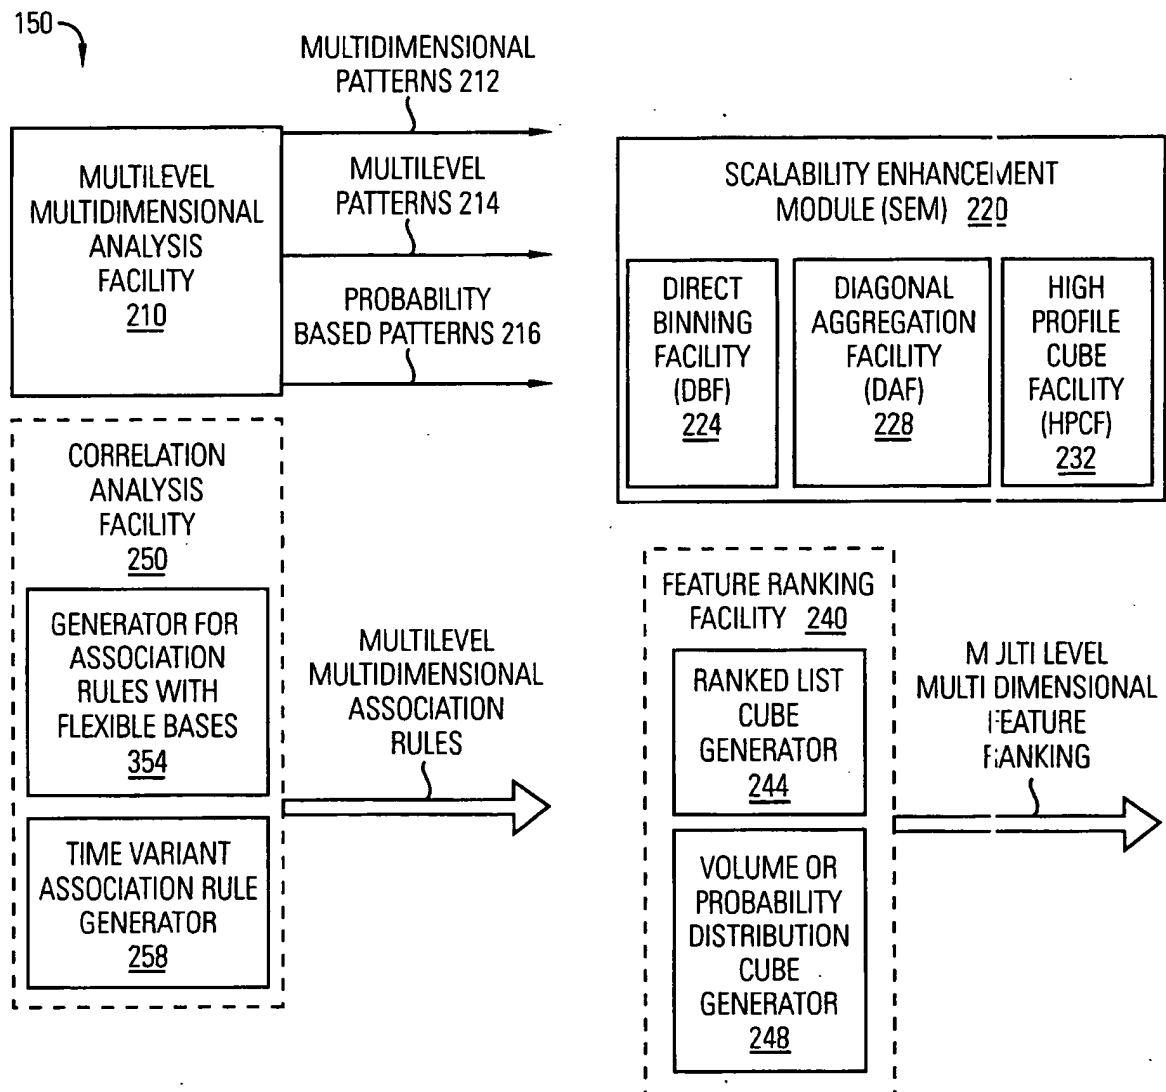 150
MULTIDIMENSIONAL
PATTERNS 212
MULTILEVEL
MULTIDIMENSIONAL
ANALYSIS
FACILITY
210
MULTILEVEL
PATTERNS 214
PROBABILITY
BASED PATTERNS 216
SCALABILITY ENHANCEMENT
MODULE (SEM) 220
DIRECT
BINNING
FACILITY
(DBF)
224
DIAGONAL
AGGREGATION
FACILITY
(DAF)
228
HIGH
PROFILE
CUBE
FACILITY
(HPCF)
232
CORRELATION
ANALYSIS
FACILITY
250
GENERATOR FOR
ASSOCIATION
RULES WITH
FLEXIBLE BASES
354
TIME VARIANT
ASSOCIATION RULE
GENERATOR
258
MULTILEVEL
MULTIDIMENSIONAL
ASSOCIATION
RULES
FEATURE RANKING
FACILITY 240
RANKED LIST
CUBE
GENERATOR
244
VOLUME OR
PROBABILITY
DISTRIBUTION
CUBE
GENERATOR
248
MULTI LEVEL
MULTI DIMENSIONAL
FEATURE
RANKING